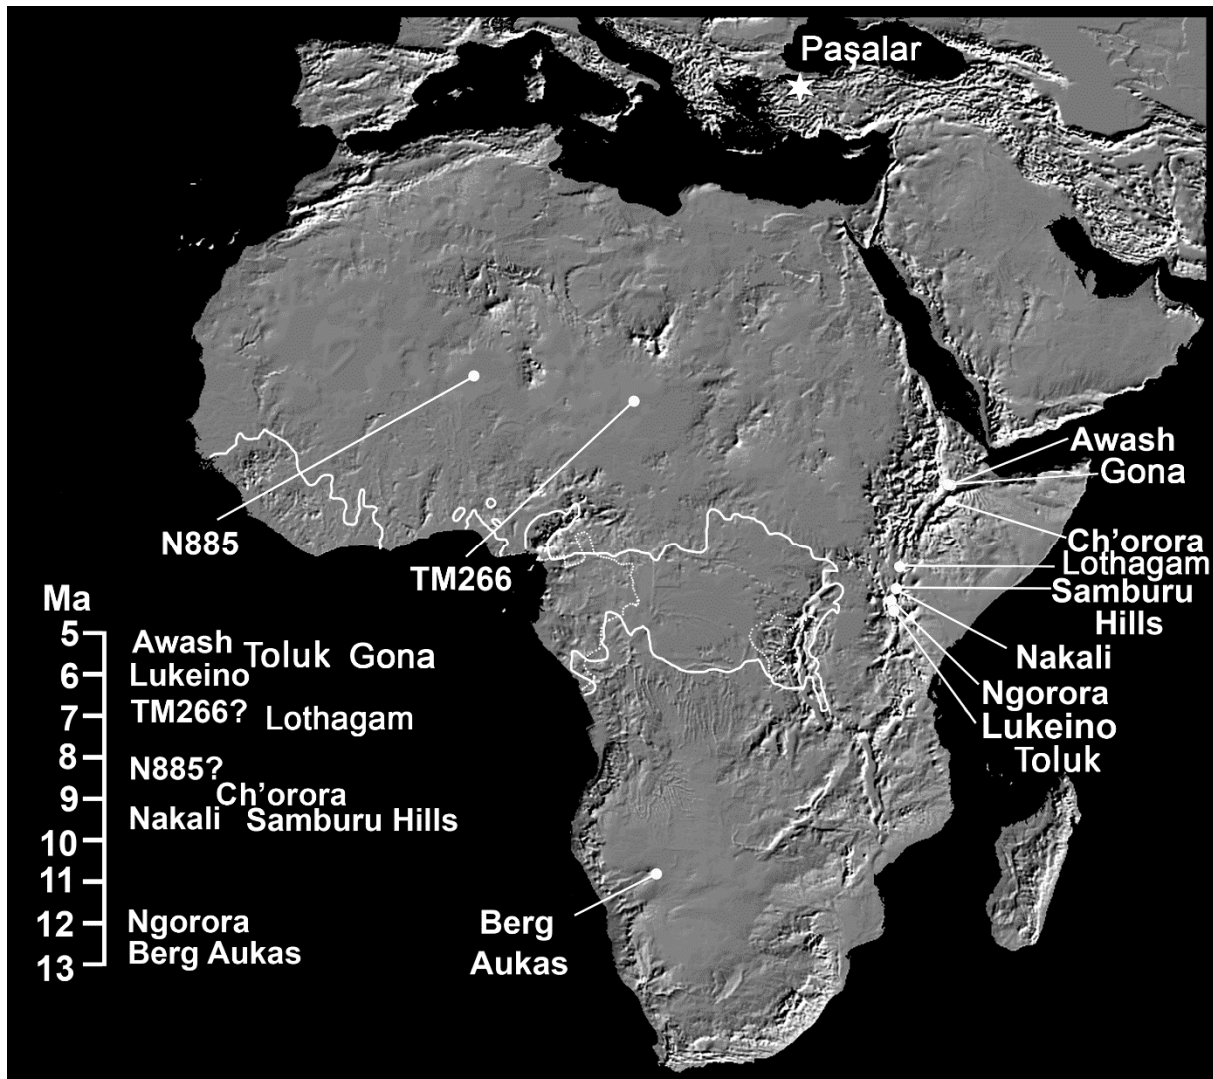 Paşalar
Awash
Gona
N885
TM266
Ch'orora
Lothagam
Samburu
Hills
Nakali
Ngorora
Lukeino
Toluk
Berg
Aukas
Ma
5
6
7
8
9
10
11
12
13
Awash Toluk Gona
Lukeino
TM266? Lothagam
N885?
Ch'orora
Nakali Samburu Hills
Ngorora
Berg Aukas